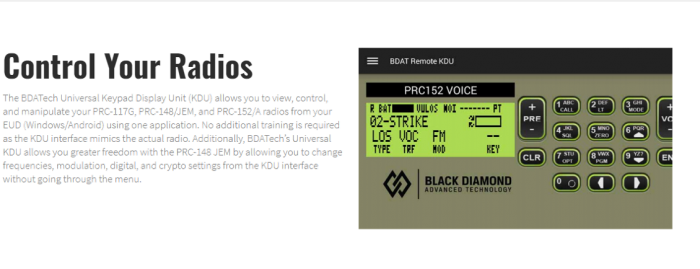 Control Your Radios
The BDATech Universal Keypad Display Unit (KDU) allows you to view, control,
and manipulate your PRC-117G, PRC-148/JEM, and PRC-152/A radios from your
EUD (Windows/Android) using one application. No additional training is required
as the KDU interface mimics the actual radio. Additionally, BDATech's Universal
KDU allows you greater freedom with the PRC-148 JEM by allowing you to change
frequencies, modulation, digital, and crypto settings from the KDU interface
without going through the menu.
BDAT Remote KDU
PRC152 VOICE
R BAT VULOS NOI ------- PT
02-STRIKE
LOS VOC FM --
TYPE TRF MOD KEY
BLACK DIAMOND
ADVANCED TECHNOLOGY
+ PRE -
CLR
1 ABC CALL
2 DEF LT
3 GHI MODE
4 JKL SQL
5 MNO ZERO
6 PQR
7 STU OPT
8 VWX PGM
9 YZ?
0
+ VO -
EN